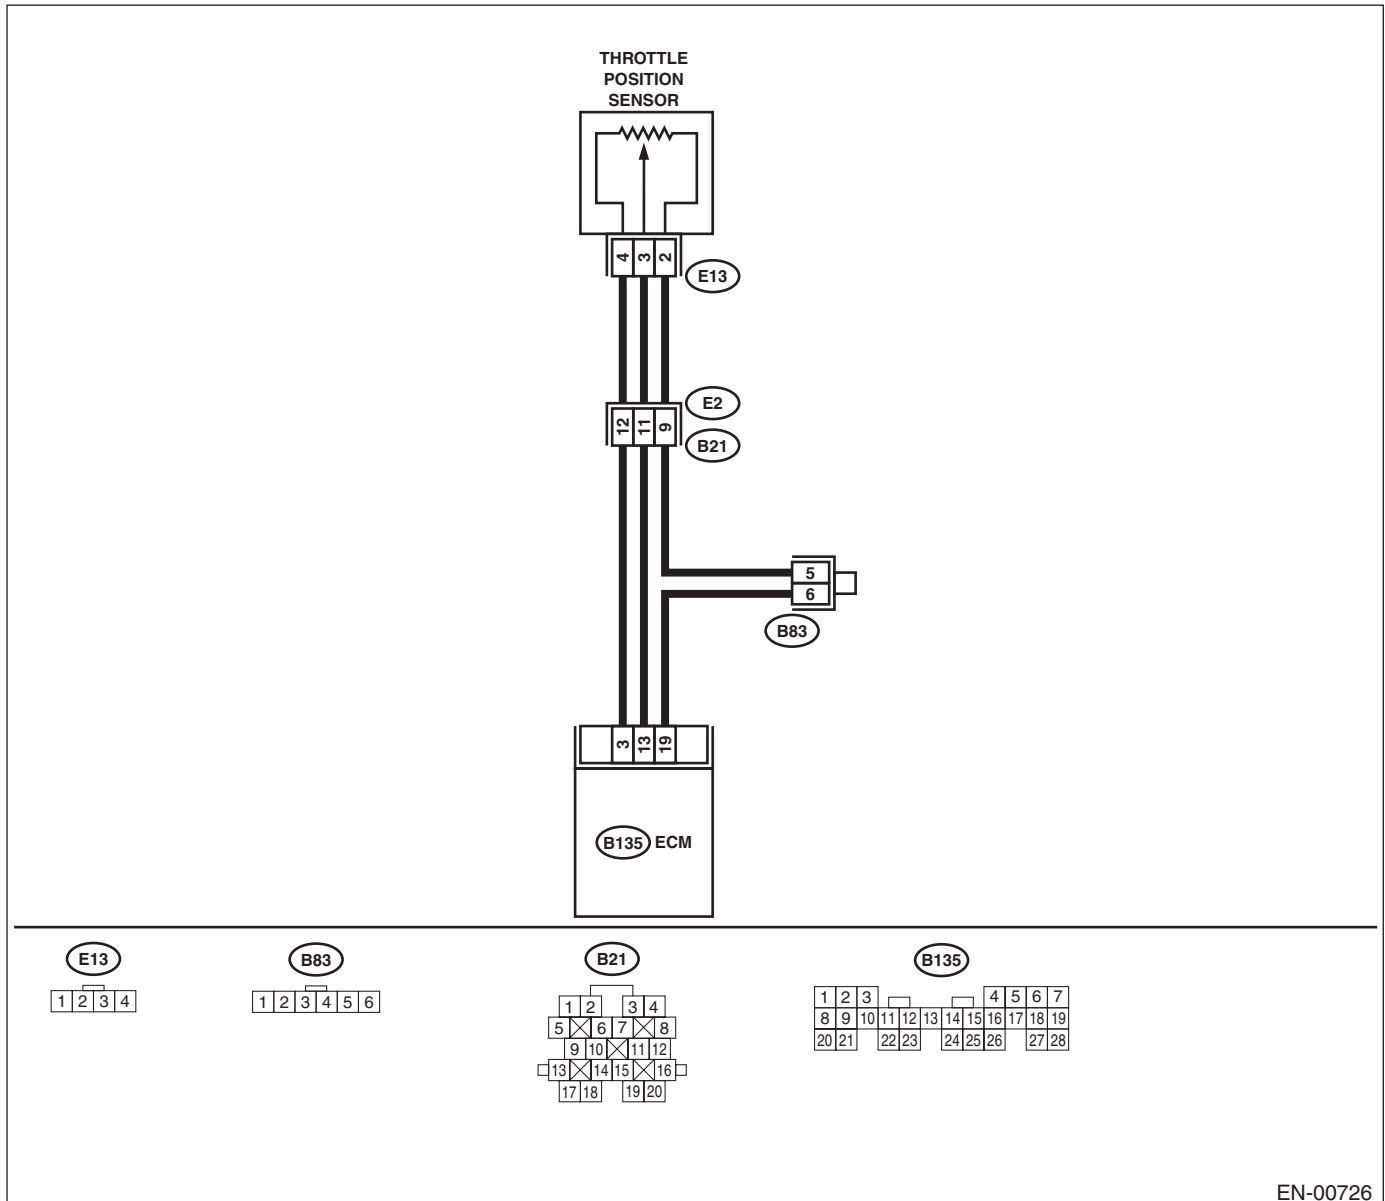 THROTTLE
POSITION
SENSOR
4 3 2
E13
E2
12 11 9
B21
5
6
B83
3 13 19
B135 ECM
E13 B83 B21 B135
1 2 3 4
1 2 3 4 5 6
1 2 3 4
5 6 7 8
9 10 11 12
13 14 15 16
17 18 19 20
1 2 3 4 5 6 7
8 9 10 11 12 13 14 15 16 17 18 19
20 21 22 23 24 25 26 27 28
EN-00726